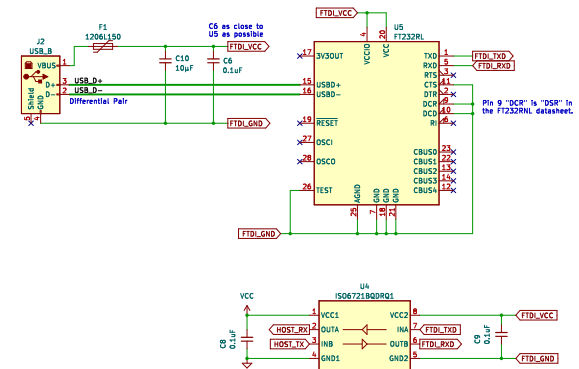 FTDI_VCC
C6 as close to
U5 as possible
J2
USB_B
F1
1206L150
U5
FT232RL
FTDI_VCC
VBUS 1
D+ 3 USB_D+
D- 2 USB_D-
Differential Pair
Shield
GND
5
4
C10
10µF
C6
0.1uF
FTDI_GND
4
20
VCCIO
VCC
17 3V3OUT
15 USBD+
16 USBD-
19 RESET
27 OSCI
28 OSCO
26 TEST
TXD 1 FTDI_TXD
RXD 5 FTDI_RXD
RTS 3
CTS 11
DTR 2
DCR 9
DCD 10
RI 6
Pin 9 "DCR" is "DSR" in
the FT232RNL datasheet.
CBUS0 23
CBUS1 22
CBUS2 13
CBUS3 14
CBUS4 12
AGND
GND
GND
GND
25
7
18
21
FTDI_GND
VCC
U4
ISO6721BQDRQ1
1 VCC1
VCC2 8
FTDI_VCC
HOST_RX 2 OUTA
INA 7 FTDI_TXD
HOST_TX 3 INB
OUTB 6 FTDI_RXD
4 GND1
GND2 5
FTDI_GND
C8
0.1uF
C9
0.1uF